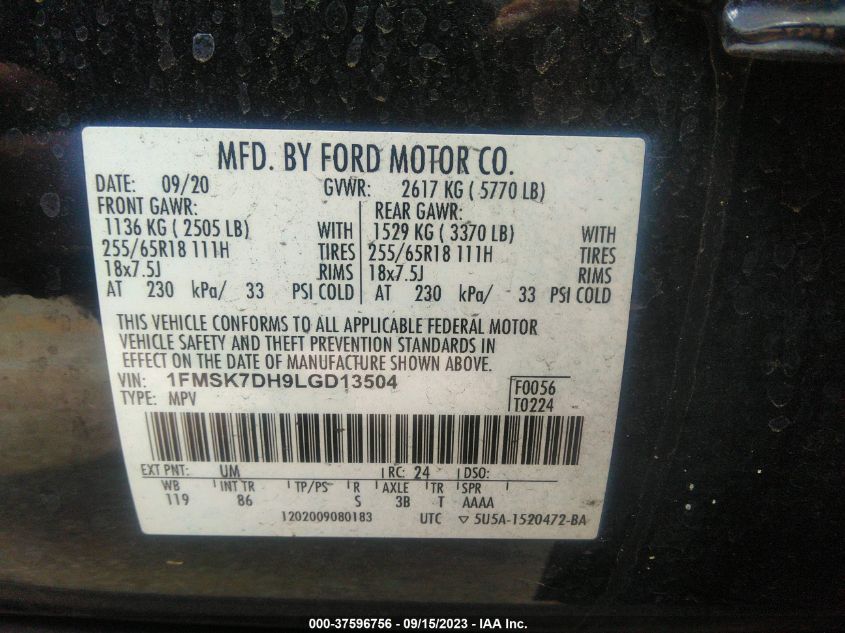 MFD. BY FORD MOTOR CO.
DATE: 09/20 GVWR: 2617 KG ( 5770 LB)
FRONT GAWR: REAR GAWR:
1136 KG ( 2505 LB) WITH 1529 KG ( 3370 LB) WITH
255/65R18 111H TIRES 255/65R18 111H TIRES
18x7.5J RIMS 18x7.5J RIMS
AT 230 kPa/ 33 PSI COLD AT 230 kPa/ 33 PSI COLD
THIS VEHICLE CONFORMS TO ALL APPLICABLE FEDERAL MOTOR
VEHICLE SAFETY AND THEFT PREVENTION STANDARDS IN
EFFECT ON THE DATE OF MANUFACTURE SHOWN ABOVE.
VIN: 1FMSK7DH9LGD13504 F0056
TYPE: MPV T0224
EXT PNT: UM RC: 24 DSO:
WB INT TR TP/PS R AXLE TR SPR
119 86 S 3B T AAAA
1202009080183 UTC ▽ 5U5A-1520472-BA
000-37596756 — 09/15/2023 — IAA Inc.